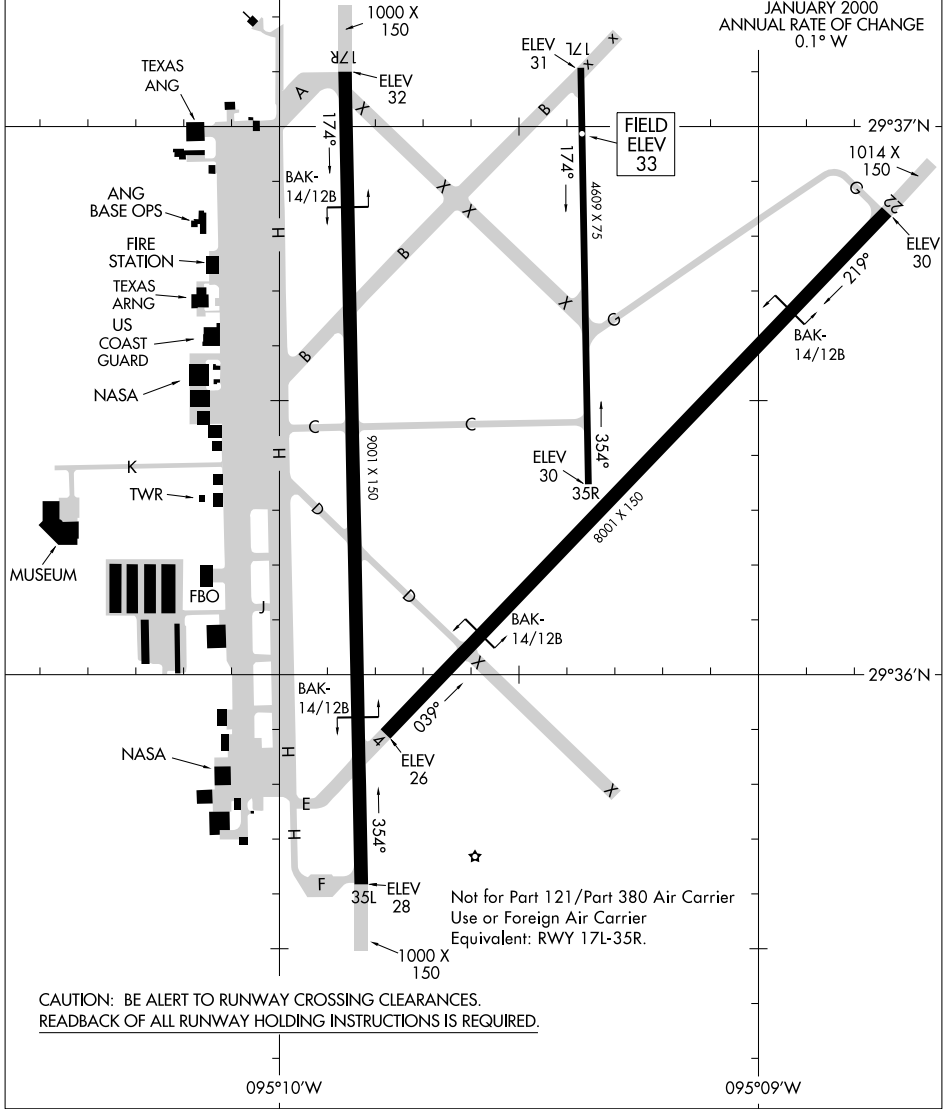 JANUARY 2000
ANNUAL RATE OF CHANGE
0.1° W
1000 X
150
17R
ELEV
32
A
X
174°
TEXAS
ANG
BAK-
14/12B
ELEV
31
17L
X
X
B
FIELD
ELEV
33
29°37'N
174°
4609 X 75
1014 X
150
G
22
ELEV
30
219°
BAK-
14/12B
ANG
BASE OPS
H
X
X
B
FIRE
STATION
TEXAS
ARNG
X
G
US
COAST
GUARD
B
NASA
C
C
354°
9001 X 150
H
ELEV
30
35R
K
TWR
D
8001 X 150
MUSEUM
FBO
J
D
BAK-
14/12B
X
29°36'N
BAK-
14/12B
039°
4
ELEV
26
NASA
H
X
E
H
354°
F
35L
ELEV
28
Not for Part 121/Part 380 Air Carrier
Use or Foreign Air Carrier
Equivalent: RWY 17L-35R.
1000 X
150
CAUTION: BE ALERT TO RUNWAY CROSSING CLEARANCES.
READBACK OF ALL RUNWAY HOLDING INSTRUCTIONS IS REQUIRED.
095°10'W
095°09'W